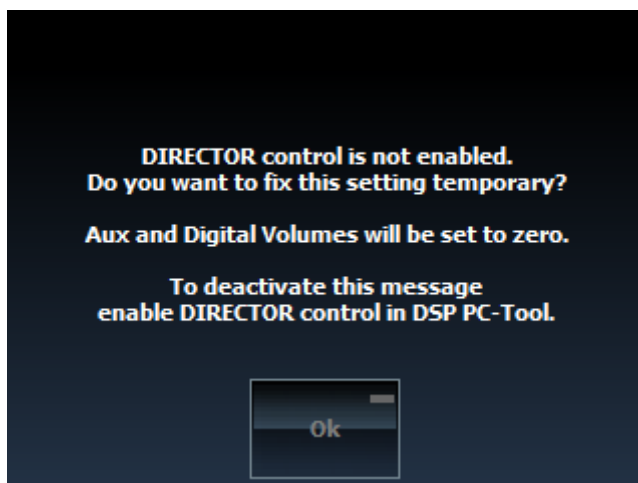 DIRECTOR control is not enabled.
Do you want to fix this setting temporary?
Aux and Digital Volumes will be set to zero.
To deactivate this message
enable DIRECTOR control in DSP PC-Tool.
Ok